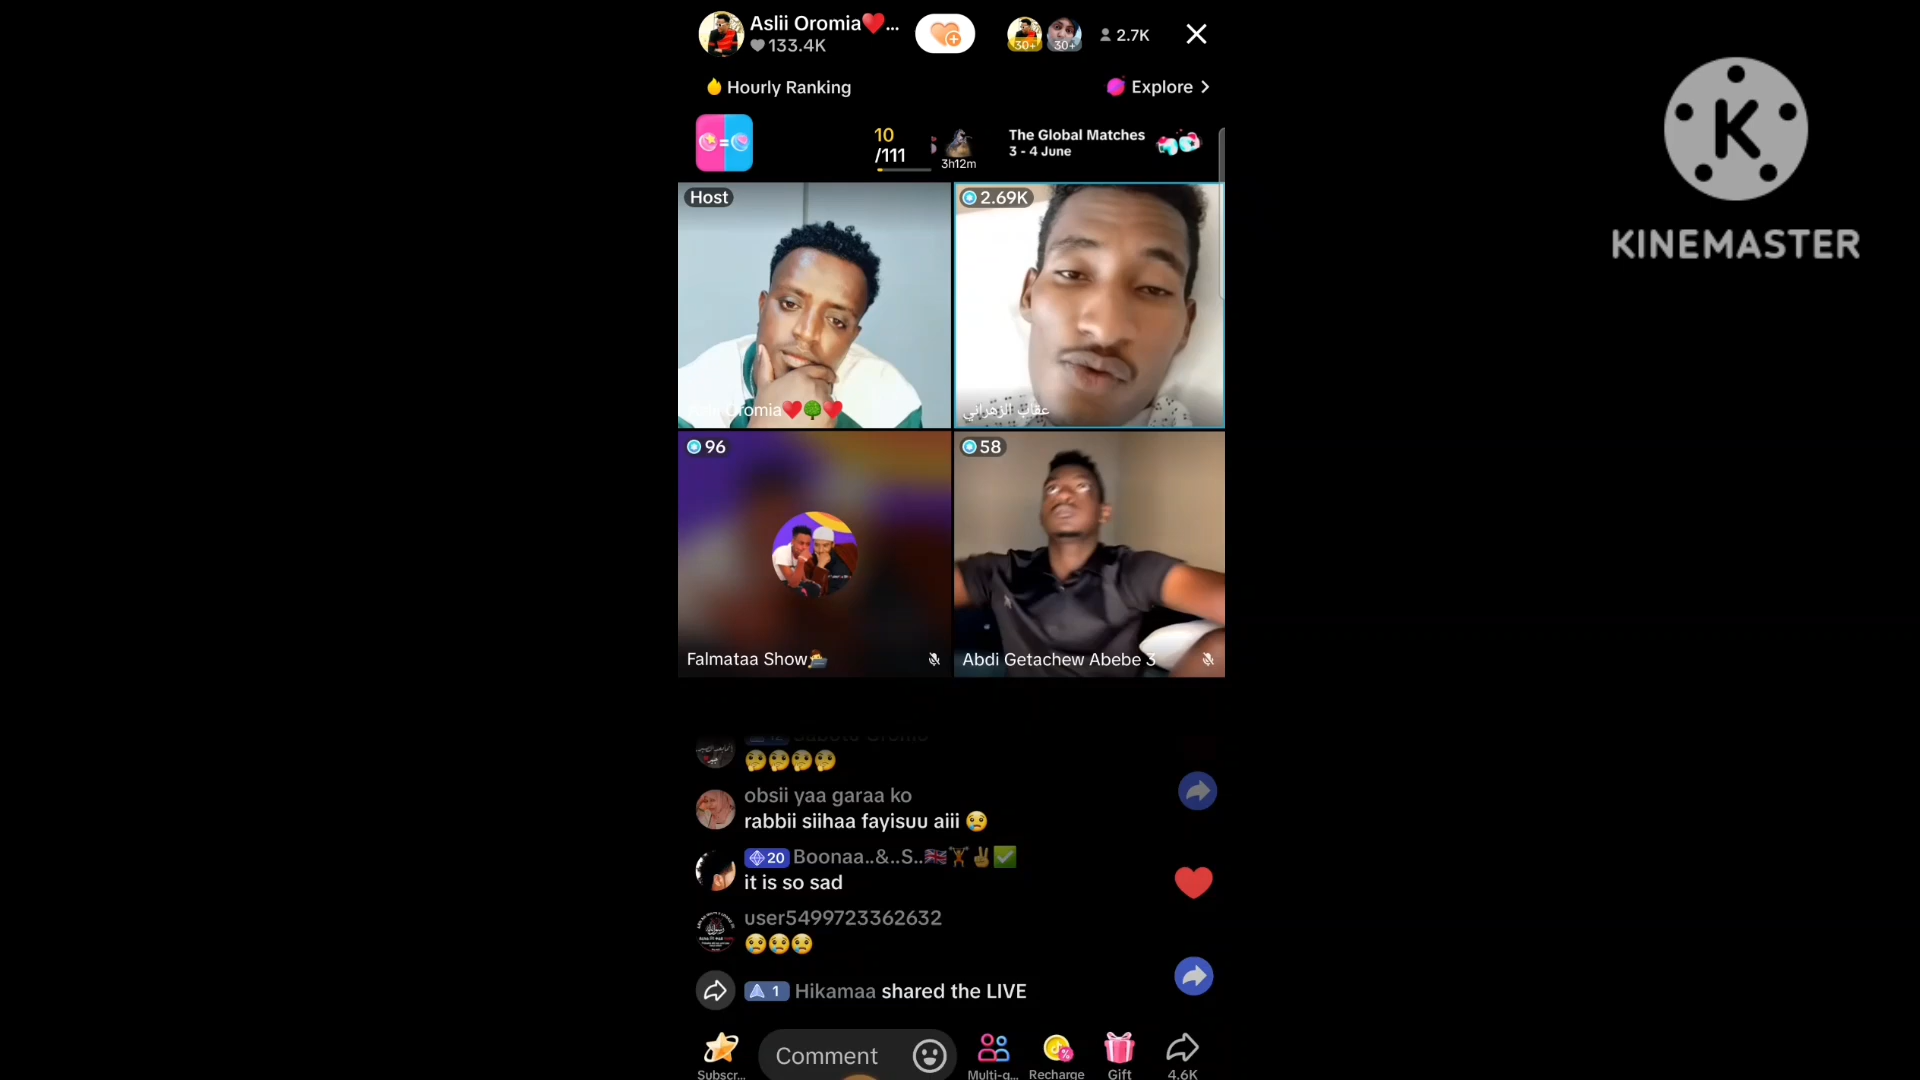 Aslii Oromia❤️...
133.4K
30+
30+
2.7K
Hourly Ranking
Explore >
10
/111
3h12m
The Global Matches
3 - 4 June
Host
2.69K
Oromia❤️🌳❤️
عقاب الزهراني
96
58
Falmataa Show
Abdi Getachew Abebe 3
🤔🤔🤔🤔
obsii yaa garaa ko
rabbii siihaa fayisuu aiii 😢
20 Boonaa..&..S..🇬🇧🏋️✌️✅
it is so sad
user5499723362632
😢😢😢
1 Hikamaa shared the LIVE
Comment
Subscr...
Multi-g...
Recharge
Gift
4.6K
K
KINEMASTER